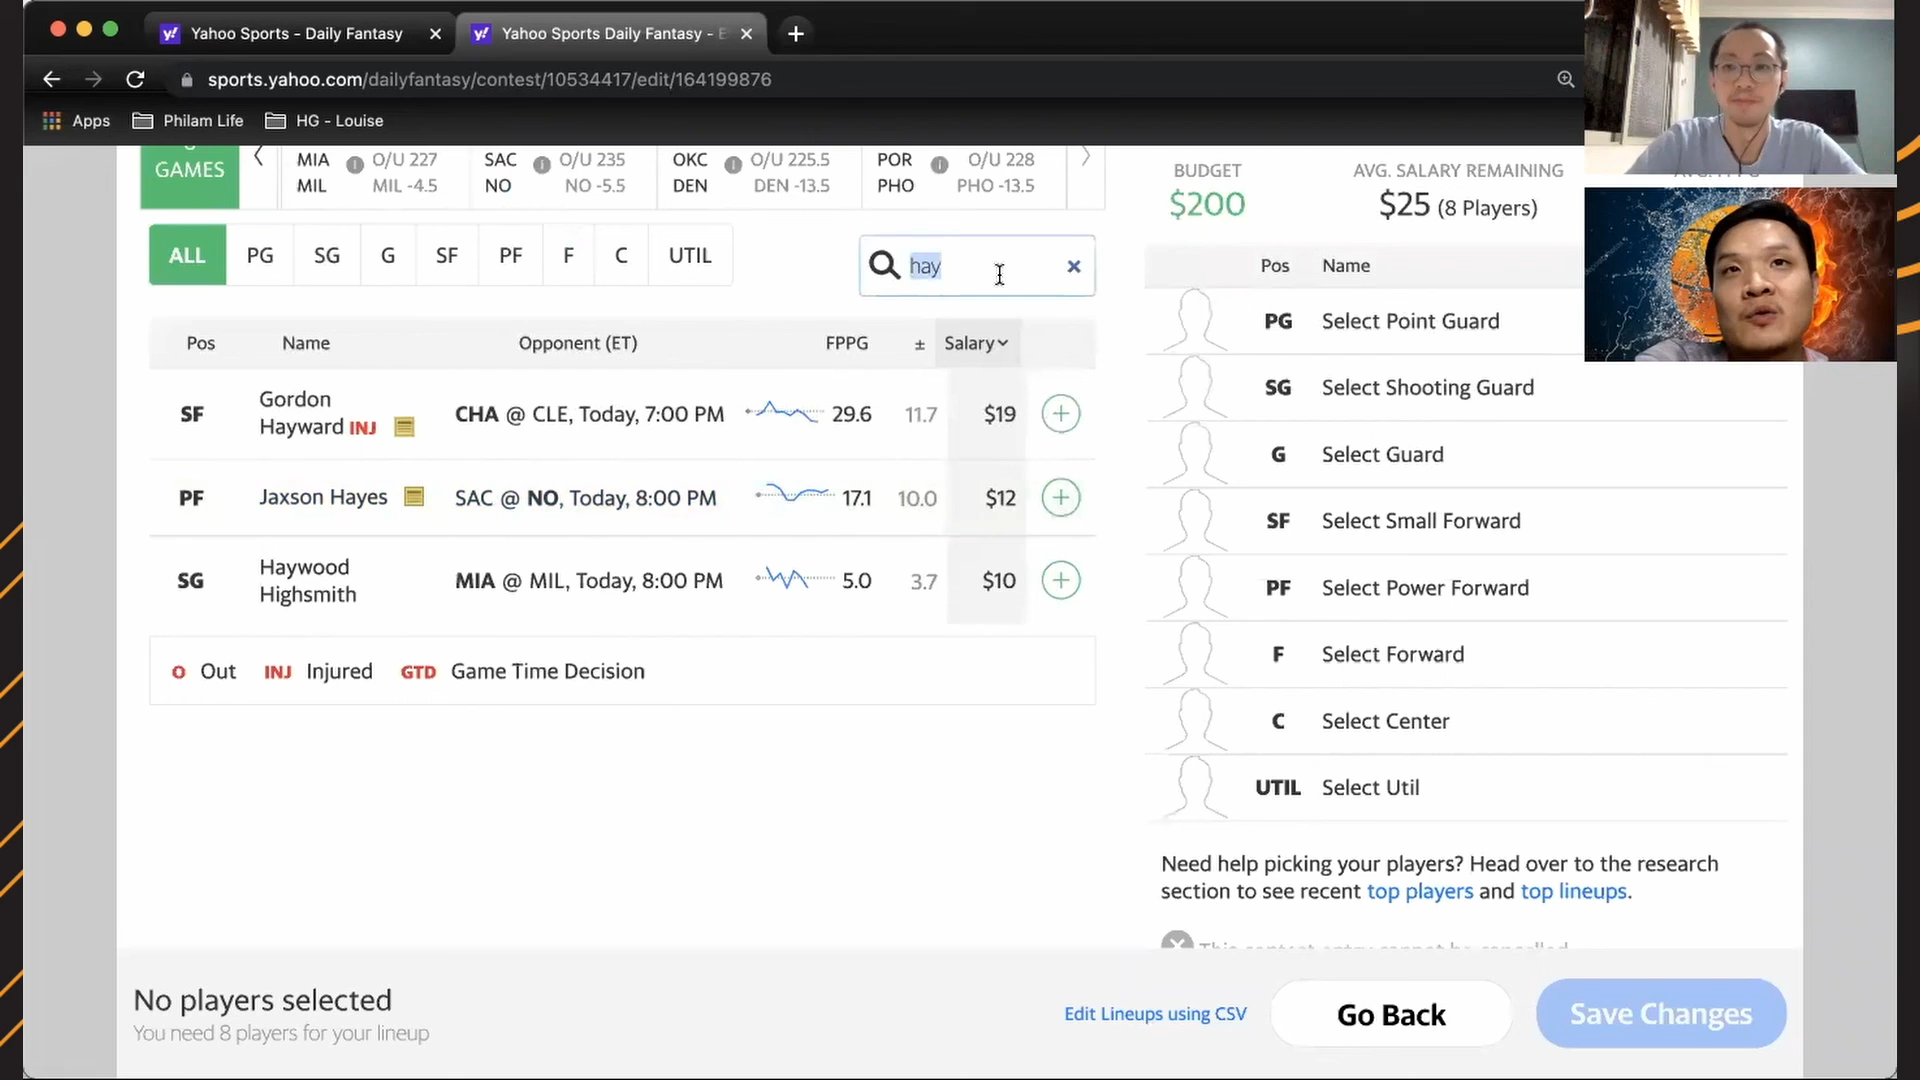 Yahoo Sports - Daily Fantasy
Yahoo Sports Daily Fantasy - E
sports.yahoo.com/dailyfantasy/contest/10534417/edit/164199876
Apps
Philam Life
HG - Louise
GAMES
MIA O/U 227
MIL MIL -4.5
SAC O/U 235
NO NO -5.5
OKC O/U 225.5
DEN DEN -13.5
POR O/U 228
PHO PHO -13.5
BUDGET
$200
AVG. SALARY REMAINING
$25 (8 Players)
ALL PG SG G SF PF F C UTIL
hay
Pos Name Opponent (ET) FPPG ± Salary
SF Gordon Hayward INJ CHA @ CLE, Today, 7:00 PM 29.6 11.7 $19
PF Jaxson Hayes SAC @ NO, Today, 8:00 PM 17.1 10.0 $12
SG Haywood Highsmith MIA @ MIL, Today, 8:00 PM 5.0 3.7 $10
O Out INJ Injured GTD Game Time Decision
Pos Name
PG Select Point Guard
SG Select Shooting Guard
G Select Guard
SF Select Small Forward
PF Select Power Forward
F Select Forward
C Select Center
UTIL Select Util
Need help picking your players? Head over to the research
section to see recent top players and top lineups.
This contest entry cannot be cancelled
No players selected
You need 8 players for your lineup
Edit Lineups using CSV
Go Back
Save Changes